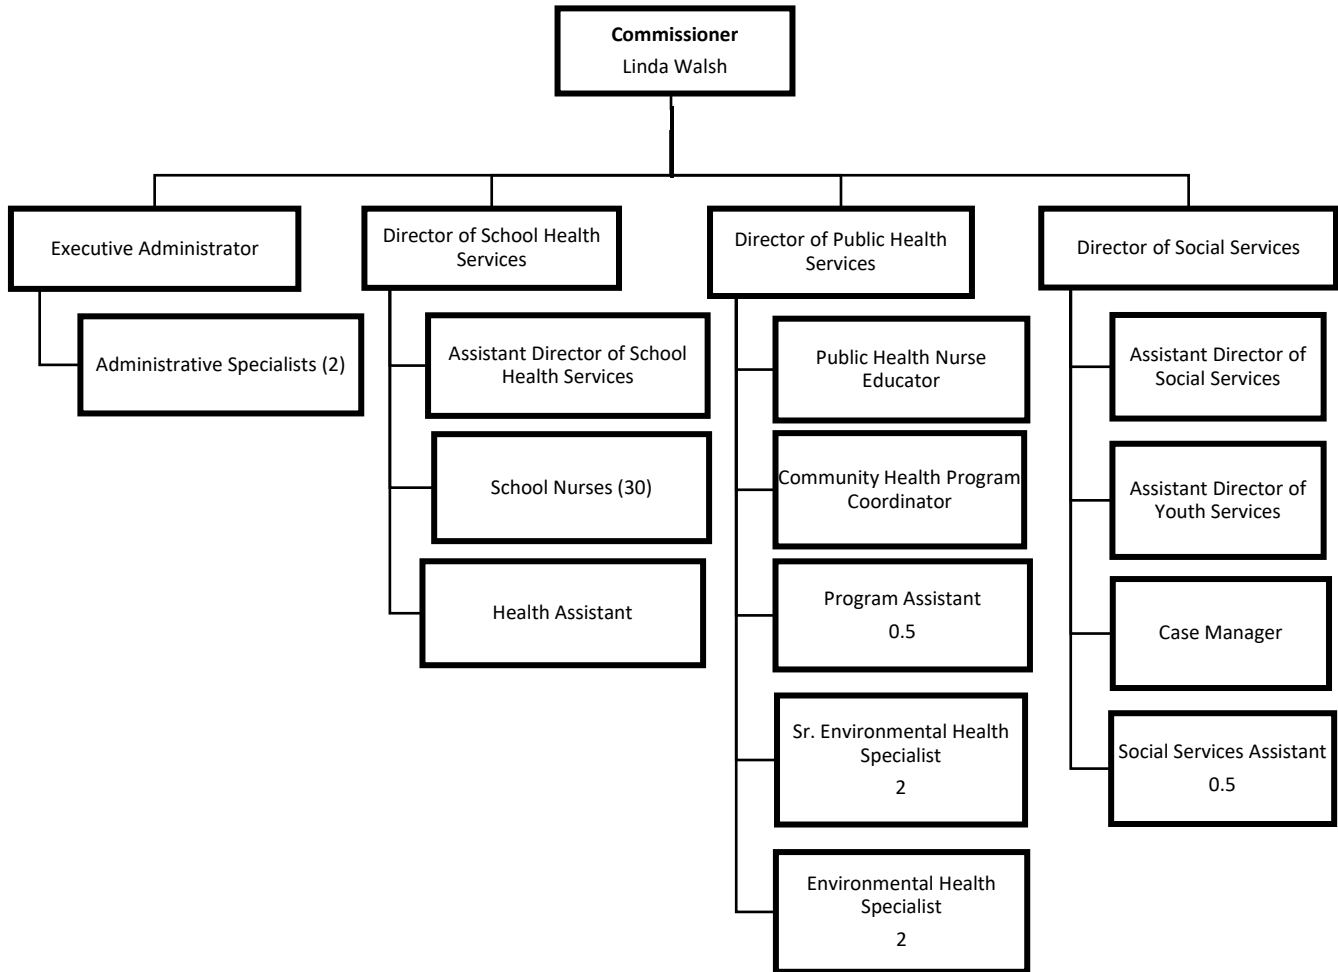 Commissioner
Linda Walsh
Executive Administrator
Administrative Specialists (2)
Director of School Health
Services
Assistant Director of School
Health Services
School Nurses (30)
Health Assistant
Director of Public Health
Services
Public Health Nurse
Educator
Community Health Program
Coordinator
Program Assistant
0.5
Sr. Environmental Health
Specialist
2
Environmental Health
Specialist
2
Director of Social Services
Assistant Director of
Social Services
Assistant Director of
Youth Services
Case Manager
Social Services Assistant
0.5